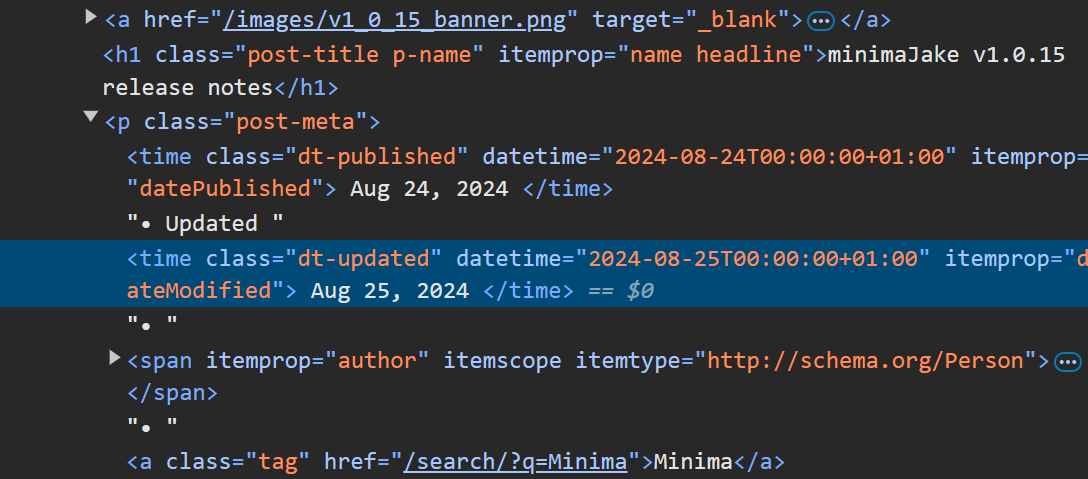 <a href="/images/v1_0_15_banner.png" target="_blank">…</a>
<h1 class="post-title p-name" itemprop="name headline">minimaJake v1.0.15
release notes</h1>
<p class="post-meta">
<time class="dt-published" datetime="2024-08-24T00:00:00+01:00" itemprop=
"datePublished"> Aug 24, 2024 </time>
"• Updated "
<time class="dt-updated" datetime="2024-08-25T00:00:00+01:00" itemprop="d
ateModified"> Aug 25, 2024 </time> == $0
"• "
<span itemprop="author" itemscope itemtype="http://schema.org/Person">…
</span>
"• "
<a class="tag" href="/search/?q=Minima">Minima</a>